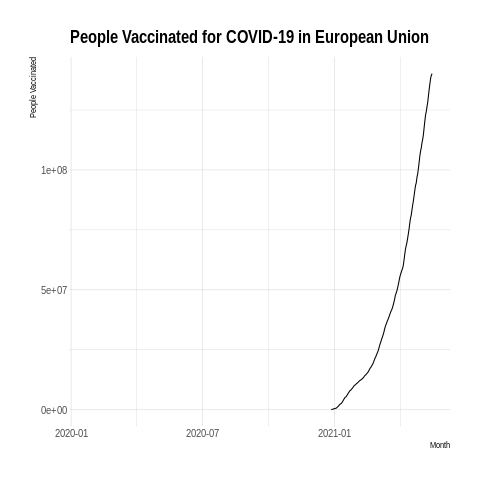 People Vaccinated for COVID-19 in European Union
People Vaccinated
1e+08
5e+07
0e+00
2020-01
2020-07
2021-01
Month